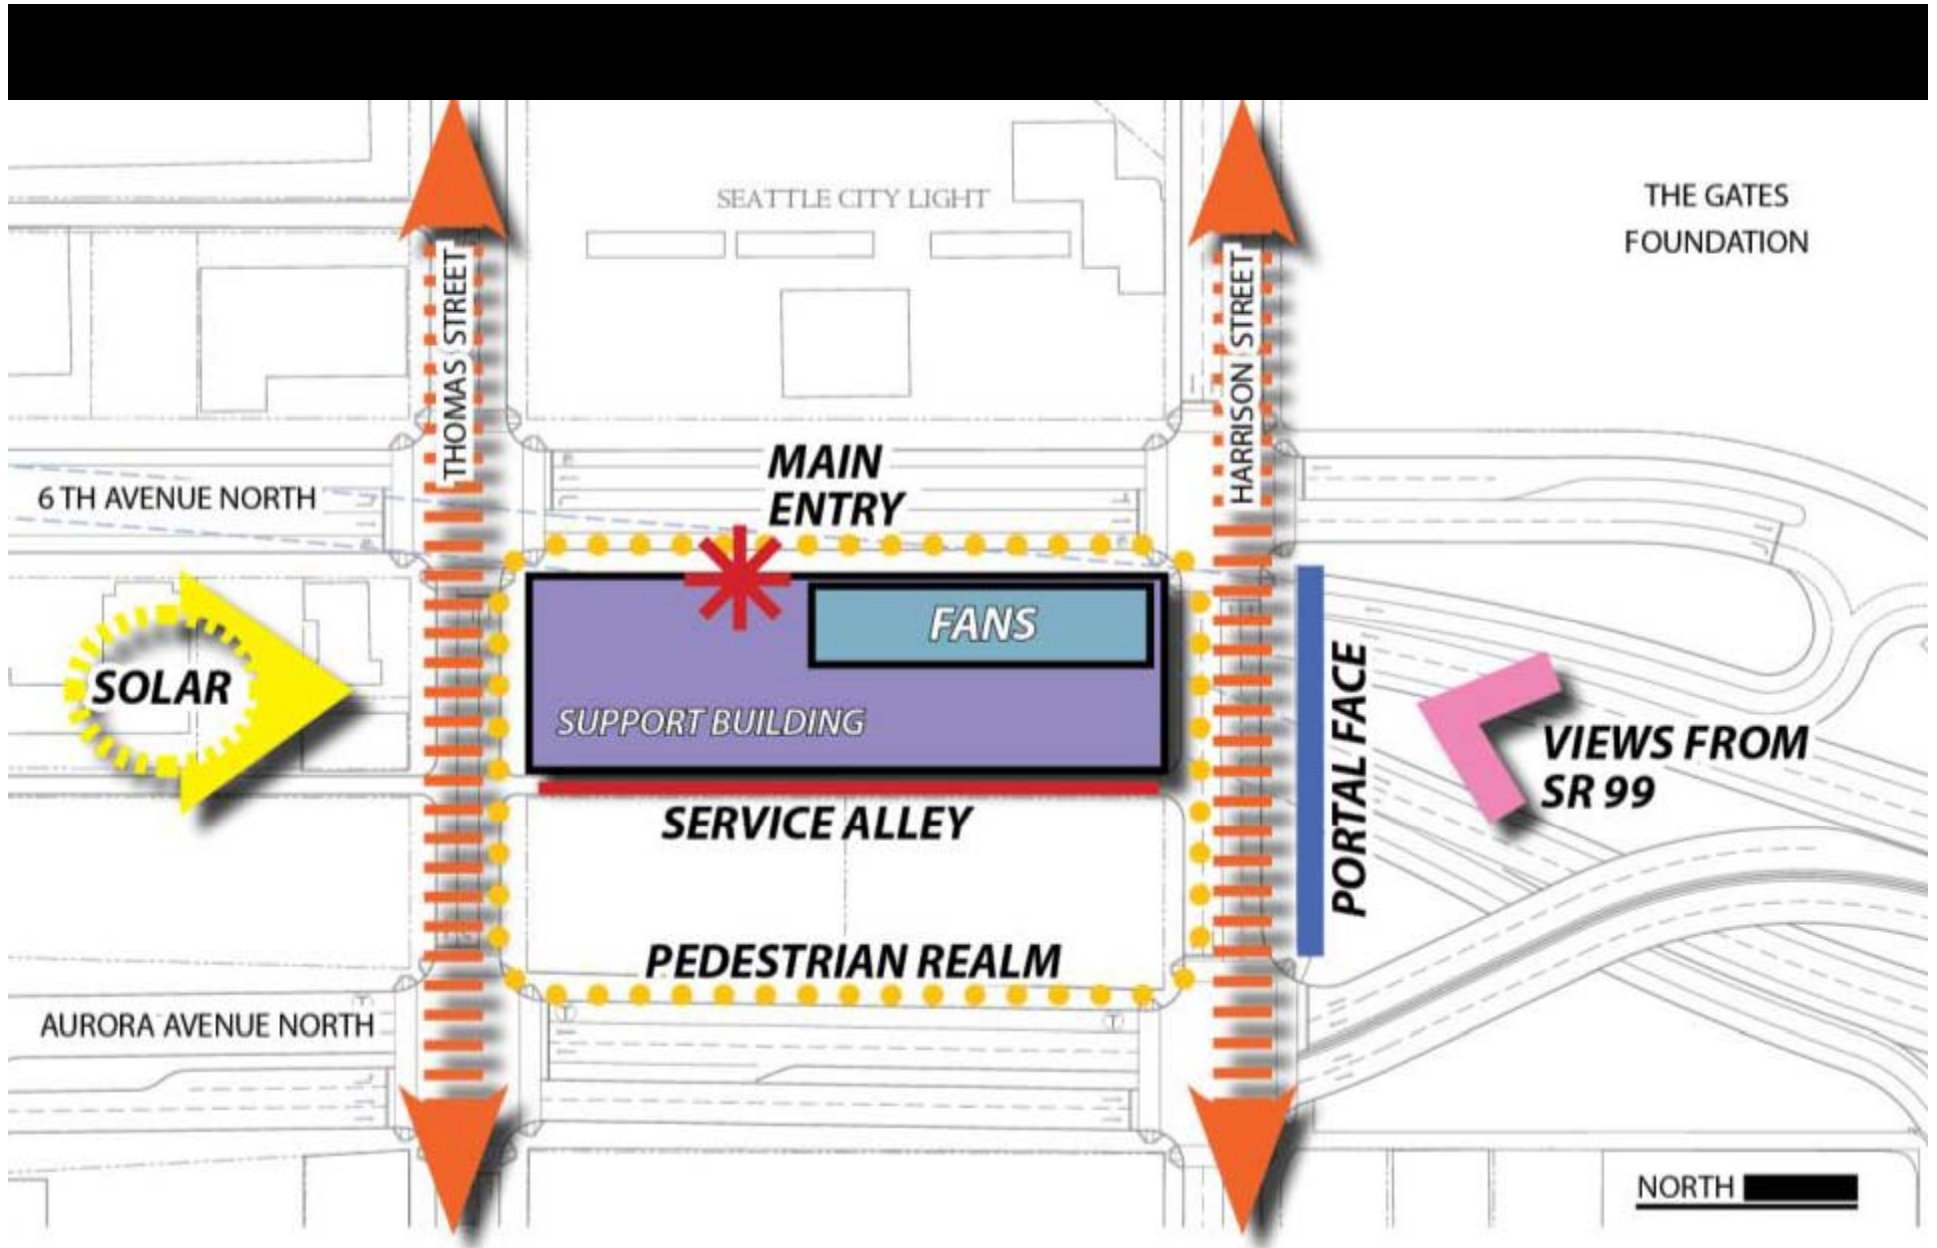 SEATTLE CITY LIGHT
THE GATES
FOUNDATION
THOMAS STREET
HARRISON STREET
MAIN
ENTRY
6 TH AVENUE NORTH
FANS
SOLAR
SUPPORT BUILDING
PORTAL FACE
VIEWS FROM
SR 99
SERVICE ALLEY
PEDESTRIAN REALM
AURORA AVENUE NORTH
T
T
T
NORTH